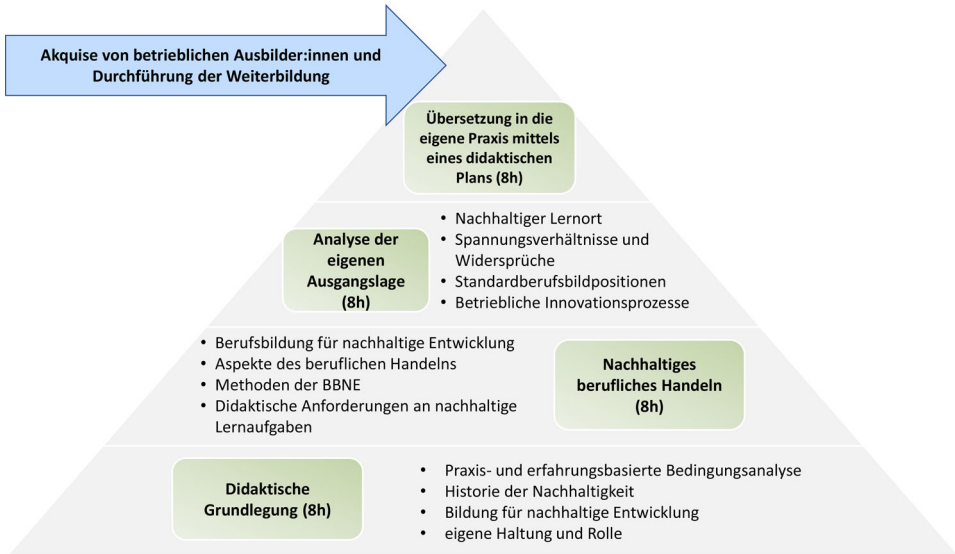 Akquise von betrieblichen Ausbilder:innen und
Durchführung der Weiterbildung
Übersetzung in die
eigene Praxis mittels
eines didaktischen
Plans (8h)
Analyse der
eigenen
Ausgangslage
(8h)
• Nachhaltiger Lernort
• Spannungsverhältnisse und
Widersprüche
• Standardberufsbildpositionen
• Betriebliche Innovationsprozesse
• Berufsbildung für nachhaltige Entwicklung
• Aspekte des beruflichen Handelns
• Methoden der BBNE
• Didaktische Anforderungen an nachhaltige
Lernaufgaben
Nachhaltiges
berufliches Handeln
(8h)
Didaktische
Grundlegung (8h)
• Praxis- und erfahrungsbasierte Bedingungsanalyse
• Historie der Nachhaltigkeit
• Bildung für nachhaltige Entwicklung
• eigene Haltung und Rolle